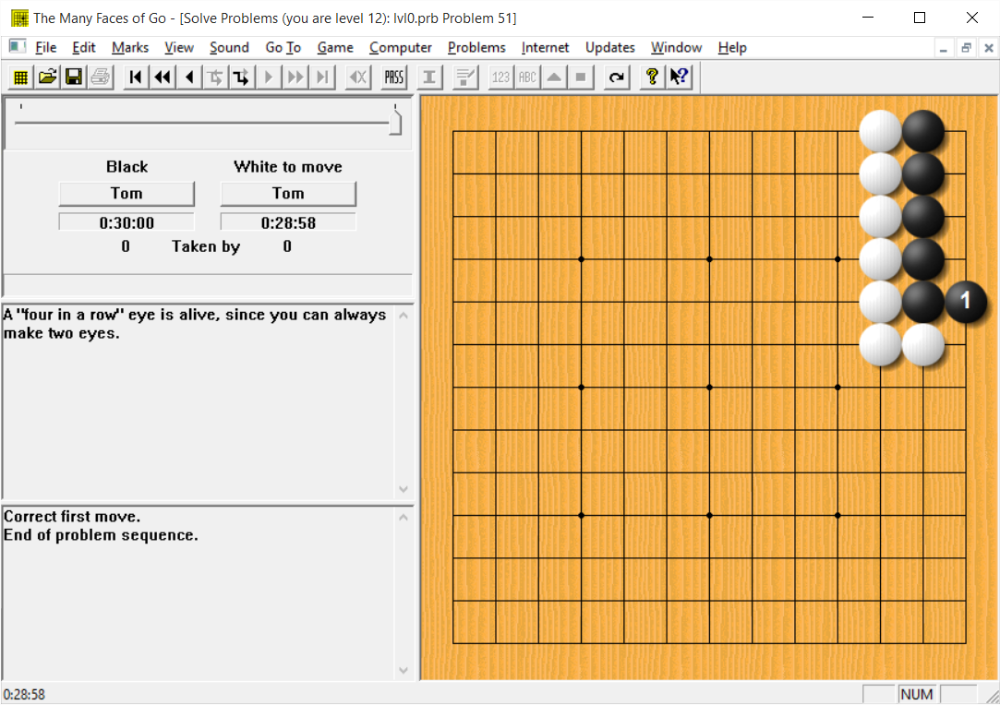 The Many Faces of Go - [Solve Problems (you are level 12): lvl0.prb Problem 51]
File Edit Marks View Sound Go To Game Computer Problems Internet Updates Window Help
PASS 123 ABC
Black White to move
Tom Tom
0:30:00 0:28:58
0 Taken by 0
A "four in a row" eye is alive, since you can always
make two eyes.
1
Correct first move.
End of problem sequence.
0:28:58 NUM